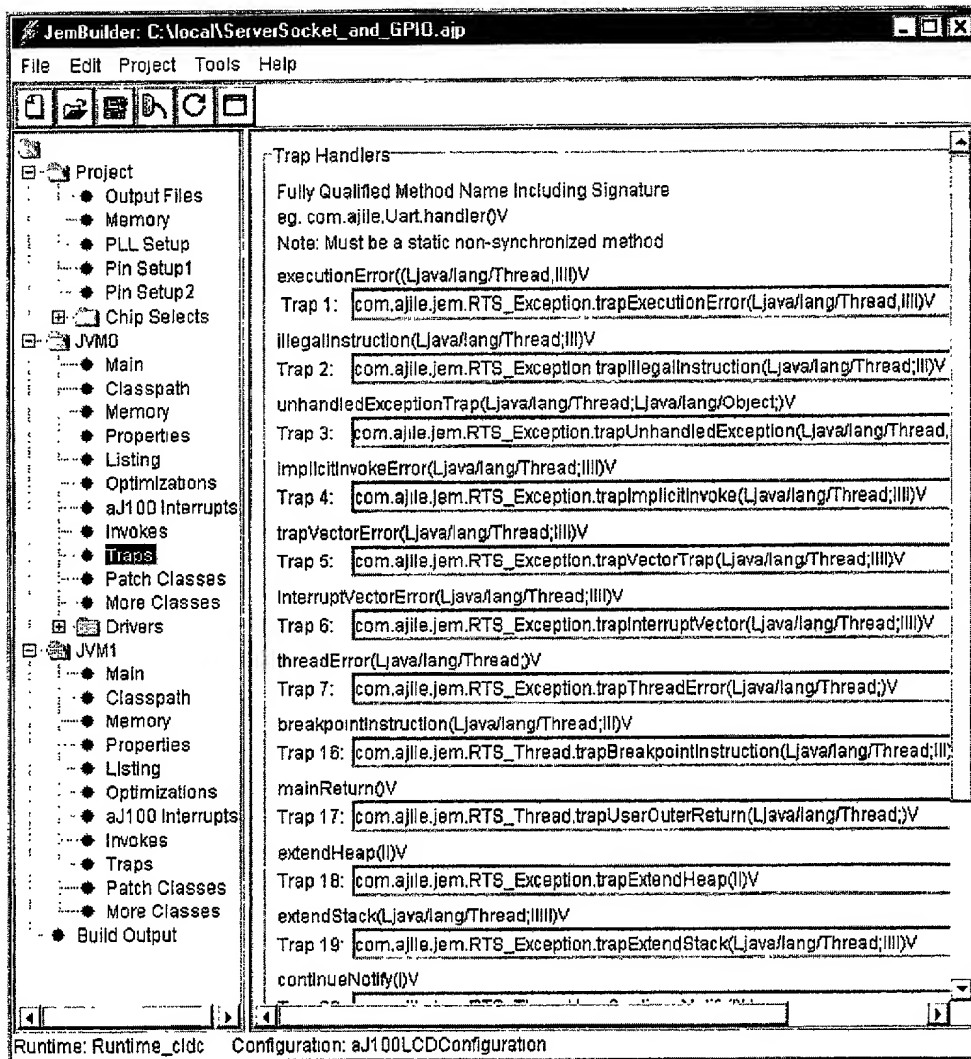 JemBuilder: C:\local\ServerSocket_and_GPIO.ajp
File Edit Project Tools Help
Project
Output Files
Memory
PLL Setup
Pin Setup1
Pin Setup2
Chip Selects
JVM0
Main
Classpath
Memory
Properties
Listing
Optimizations
aJ100 Interrupts
Invokes
Traps
Patch Classes
More Classes
Drivers
JVM1
Main
Classpath
Memory
Properties
Listing
Optimizations
aJ100 Interrupts
Invokes
Traps
Patch Classes
More Classes
Build Output
Trap Handlers
Fully Qualified Method Name Including Signature
eg. com.ajile.Uart.handler()V
Note: Must be a static non-synchronized method
executionError((Ljava/lang/Thread,IIII)V
Trap 1: com.ajile.jem.RTS_Exception.trapExecutionError(Ljava/lang/Thread,IIII)V
illegalInstruction(Ljava/lang/Thread;III)V
Trap 2: com.ajile.jem.RTS_Exception trapIllegalInstruction(Ljava/lang/Thread;III)V
unhandledExceptionTrap(Ljava/lang/Thread;Ljava/lang/Object;)V
Trap 3: com.ajile.jem.RTS_Exception.trapUnhandledException(Ljava/lang/Thread,
implicitInvokeError(Ljava/lang/Thread;IIII)V
Trap 4: com.ajile.jem.RTS_Exception.trapImplicitInvoke(Ljava/lang/Thread;IIII)V
trapVectorError(Ljava/lang/Thread;IIII)V
Trap 5: com.ajile.jem.RTS_Exception.trapVectorTrap(Ljava/lang/Thread;IIII)V
InterruptVectorError(Ljava/lang/Thread;IIII)V
Trap 6: com.ajile.jem.RTS_Exception.trapInterruptVector(Ljava/lang/Thread;IIII)V
threadError(Ljava/lang/Thread;)V
Trap 7: com.ajile.jem.RTS_Exception.trapThreadError(Ljava/lang/Thread;)V
breakpointInstruction(Ljava/lang/Thread;III)V
Trap 16: com.ajile.jem.RTS_Thread.trapBreakpointInstruction(Ljava/lang/Thread;III)
mainReturn()V
Trap 17: com.ajile.jem.RTS_Thread.trapUserOuterReturn(Ljava/lang/Thread;)V
extendHeap(II)V
Trap 18: com.ajile.jem.RTS_Exception.trapExtendHeap(II)V
extendStack(Ljava/lang/Thread;IIIII)V
Trap 19: com.ajile.jem.RTS_Exception.trapExtendStack(Ljava/lang/Thread;IIII)V
continueNotify(I)V
Runtime: Runtime_cldc Configuration: aJ100LCDConfiguration